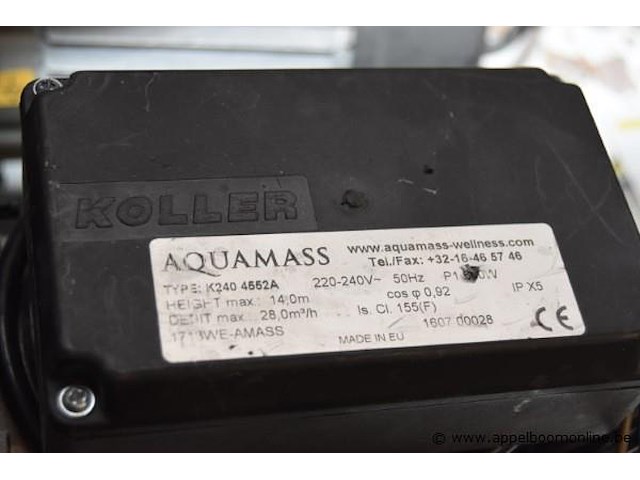 KOLLER
AQUAMASS
www.aquamass-wellness.com
Tel./Fax: +32-16-46 57 46
TYPE: K240 4552A 220-240V~ 50Hz
HEIGHT max.: 14,0m cos φ 0,92 IP X5
DEBIT max.: 28,0m³/h Is. Cl. 155(F)
1713WE-AMASS MADE IN EU 1607 00028 CE
© www.appelboomonline.be